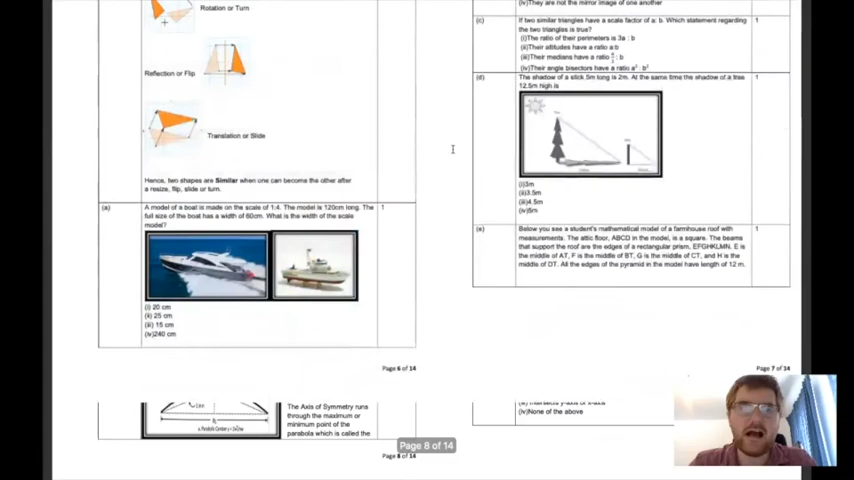 Rotation or Turn
Reflection or Flip
Translation or Slide
Hence, two shapes are Similar when one can become the other after
a resize, flip, slide or turn.
(a)
A model of a boat is made on the scale of 1:4. The model is 120cm long. The
full size of the boat has a width of 60cm. What is the width of the scale
model?
1
(i) 20 cm
(ii) 25 cm
(iii) 15 cm
(iv)240 cm
Page 6 of 14
(iv)They are not the mirror image of one another
(c)
If two similar triangles have a scale factor of a: b. Which statement regarding
the two triangles is true?
1
(i)The ratio of their perimeters is 3a : b
(ii)Their altitudes have a ratio a:b
(iii)Their medians have a ratio a/2 : b
(iv)Their angle bisectors have a ratio a² : b²
(d)
The shadow of a stick 5m long is 2m. At the same time the shadow of a tree
12.5m high is
1
(i)3m
(ii)3.5m
(iii)4.5m
(iv)5m
(e)
Below you see a student's mathematical model of a farmhouse roof with
measurements. The attic floor, ABCD in the model, is a square. The beams
that support the roof are the edges of a rectangular prism. EFGHKLMN. E is
the middle of AT, F is the middle of BT, G is the middle of CT, and H is the
middle of DT. All the edges of the pyramid in the model have length of 12 m.
1
Page 7 of 14
The Axis of Symmetry runs
through the maximum or
minimum point of the
parabola which is called the
Page 8 of 14
Page 8 of 14
(iv)None of the above